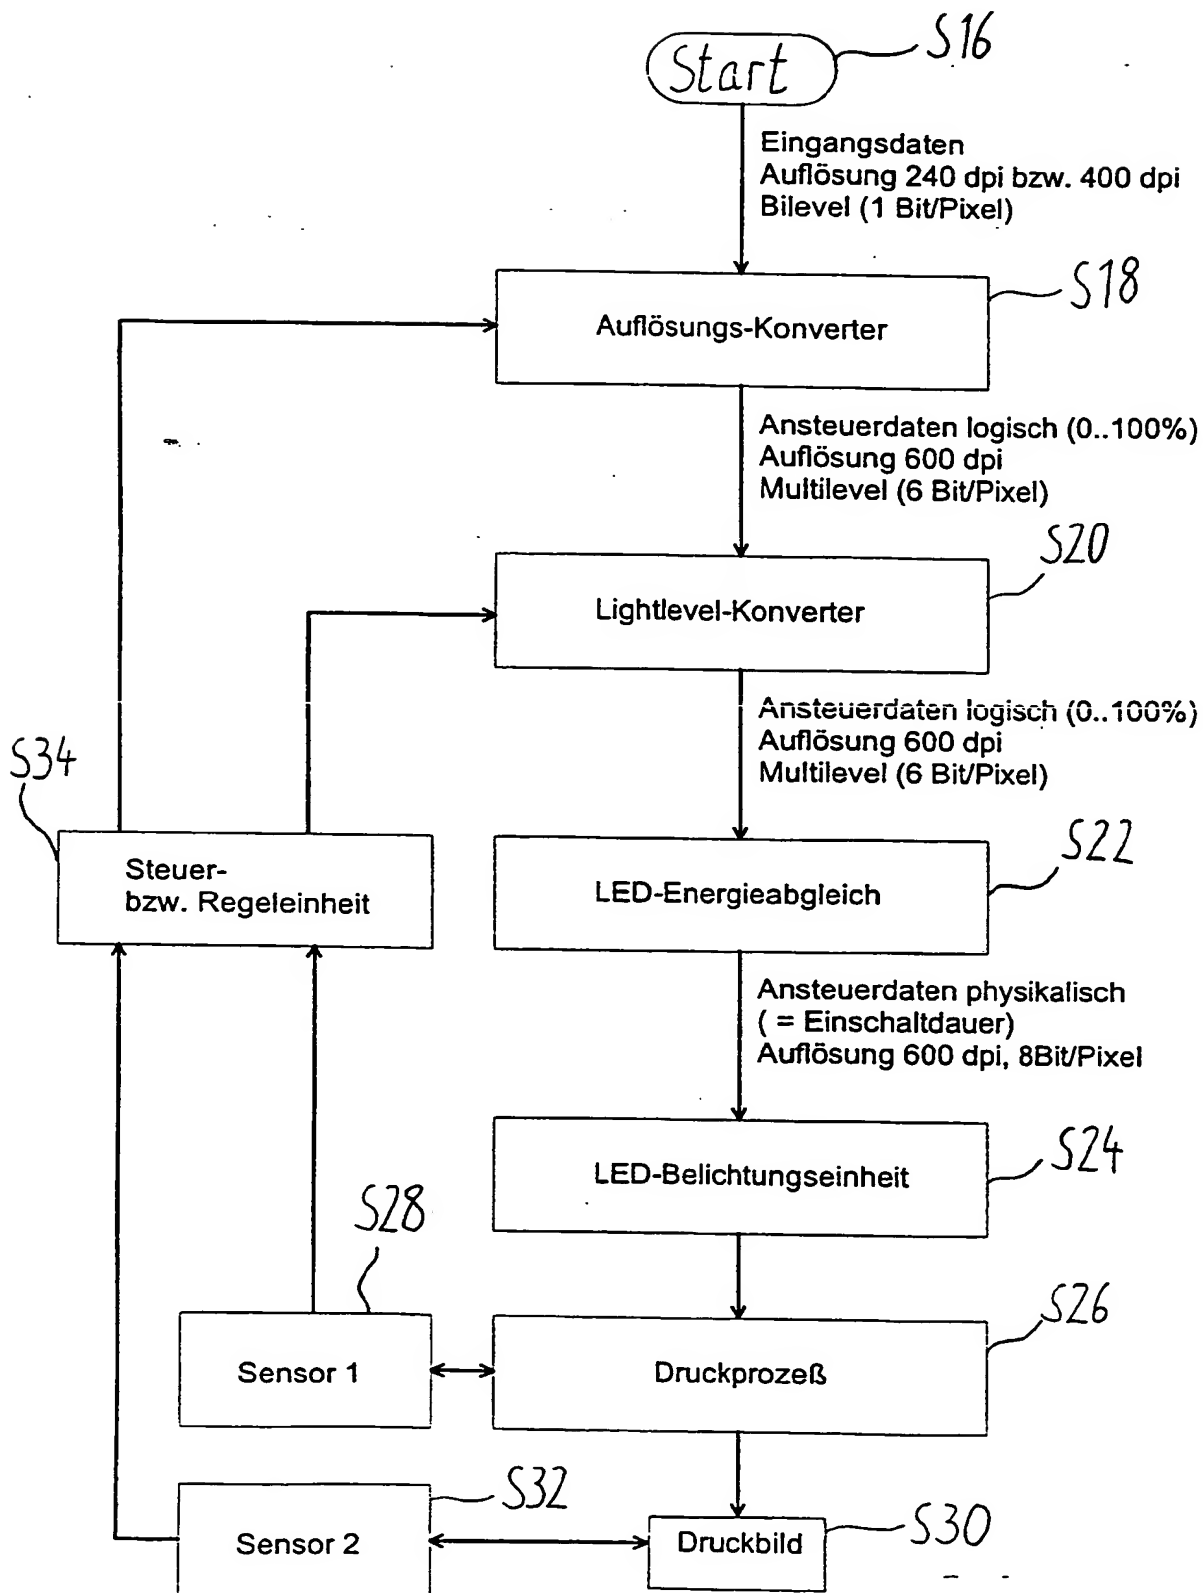 Start
S16
Eingangsdaten
Auflösung 240 dpi bzw. 400 dpi
Bilevel (1 Bit/Pixel)
S18
Auflösungs-Konverter
Ansteuerdaten logisch (0..100%)
Auflösung 600 dpi
Multilevel (6 Bit/Pixel)
S20
Lightlevel-Konverter
Ansteuerdaten logisch (0..100%)
Auflösung 600 dpi
Multilevel (6 Bit/Pixel)
S34
Steuer-
bzw. Regeleinheit
S22
LED-Energieabgleich
Ansteuerdaten physikalisch
( = Einschaltdauer)
Auflösung 600 dpi, 8Bit/Pixel
S24
LED-Belichtungseinheit
S28
Sensor 1
S26
Druckprozeß
S32
Sensor 2
S30
Druckbild